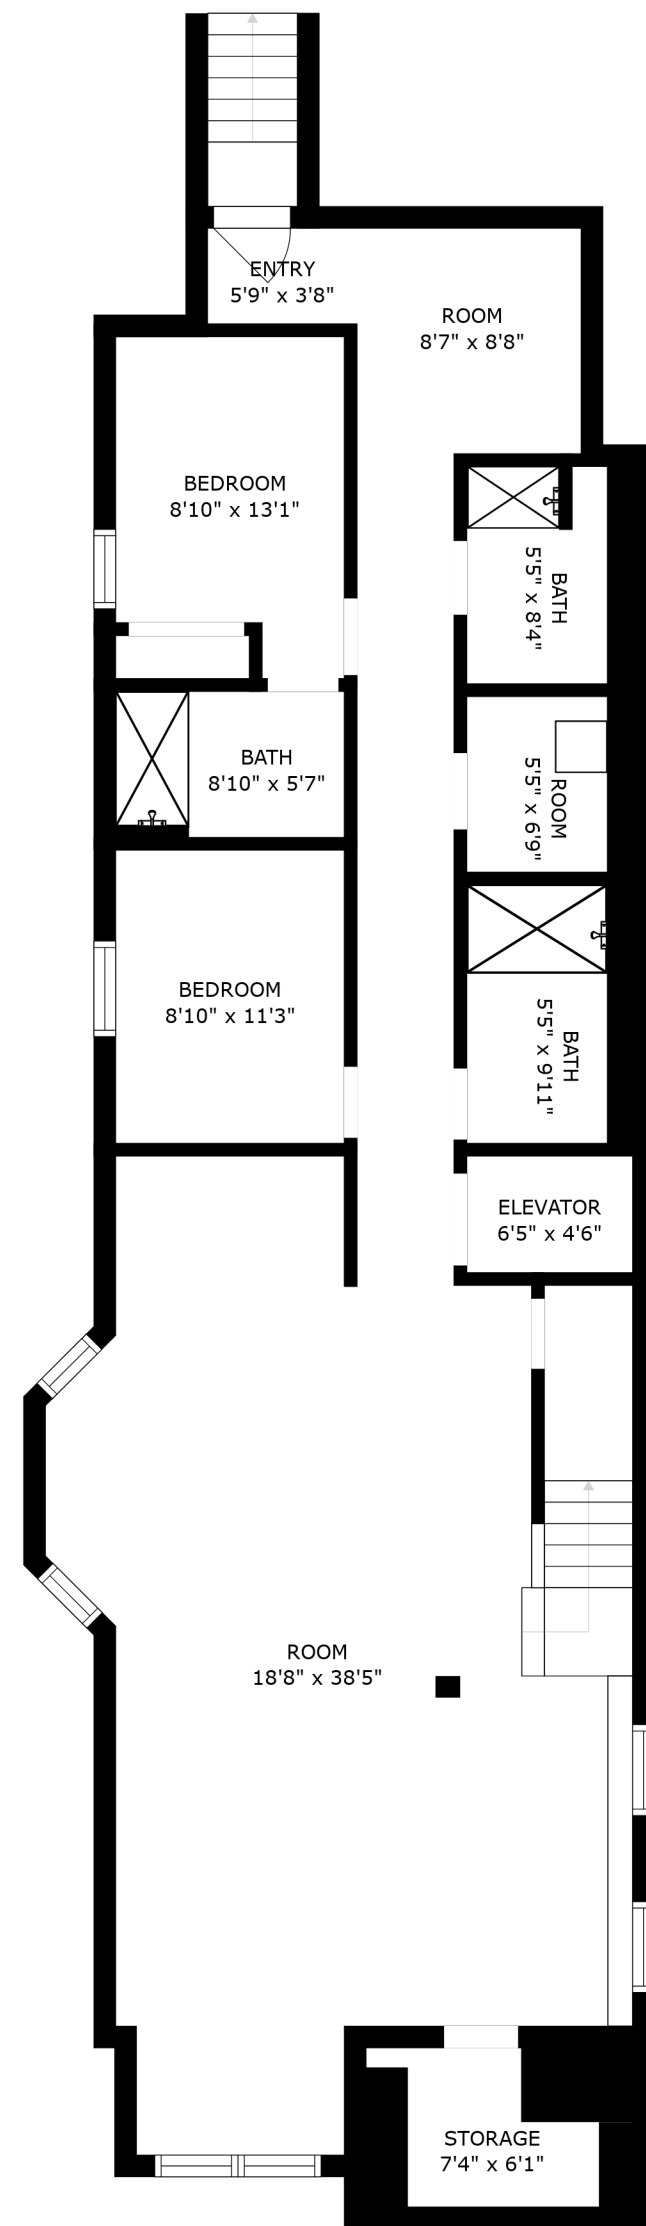 ENTRY
5'9" x 3'8"
ROOM
8'7" x 8'8"
BEDROOM
8'10" x 13'1"
BATH
5'5" x 8'4"
BATH
8'10" x 5'7"
ROOM
5'5" x 6'9"
BEDROOM
8'10" x 11'3"
BATH
5'5" x 9'11"
ELEVATOR
6'5" x 4'6"
ROOM
18'8" x 38'5"
STORAGE
7'4" x 6'1"